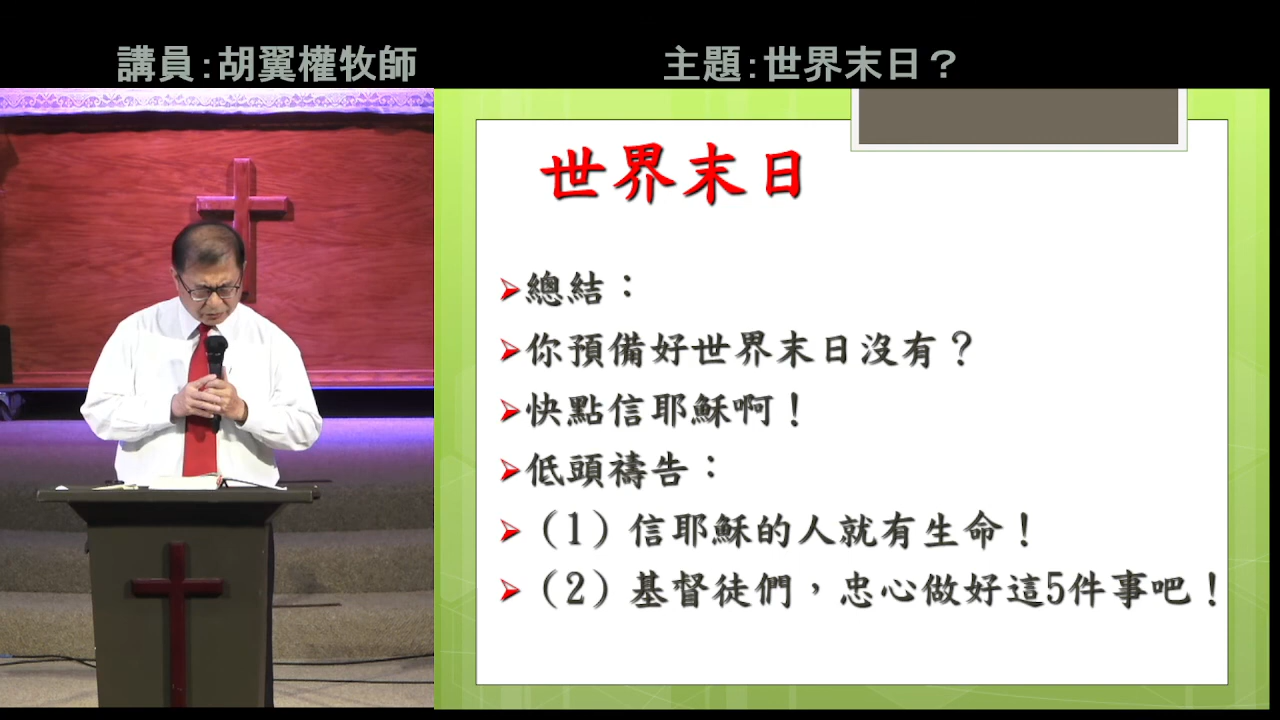 講員:胡翼權牧師
主題:世界末日？
世界末日
總結：
你預備好世界末日沒有？
快點信耶穌啊！
低頭禱告：
（1）信耶穌的人就有生命！
（2）基督徒們，忠心做好這5件事吧！